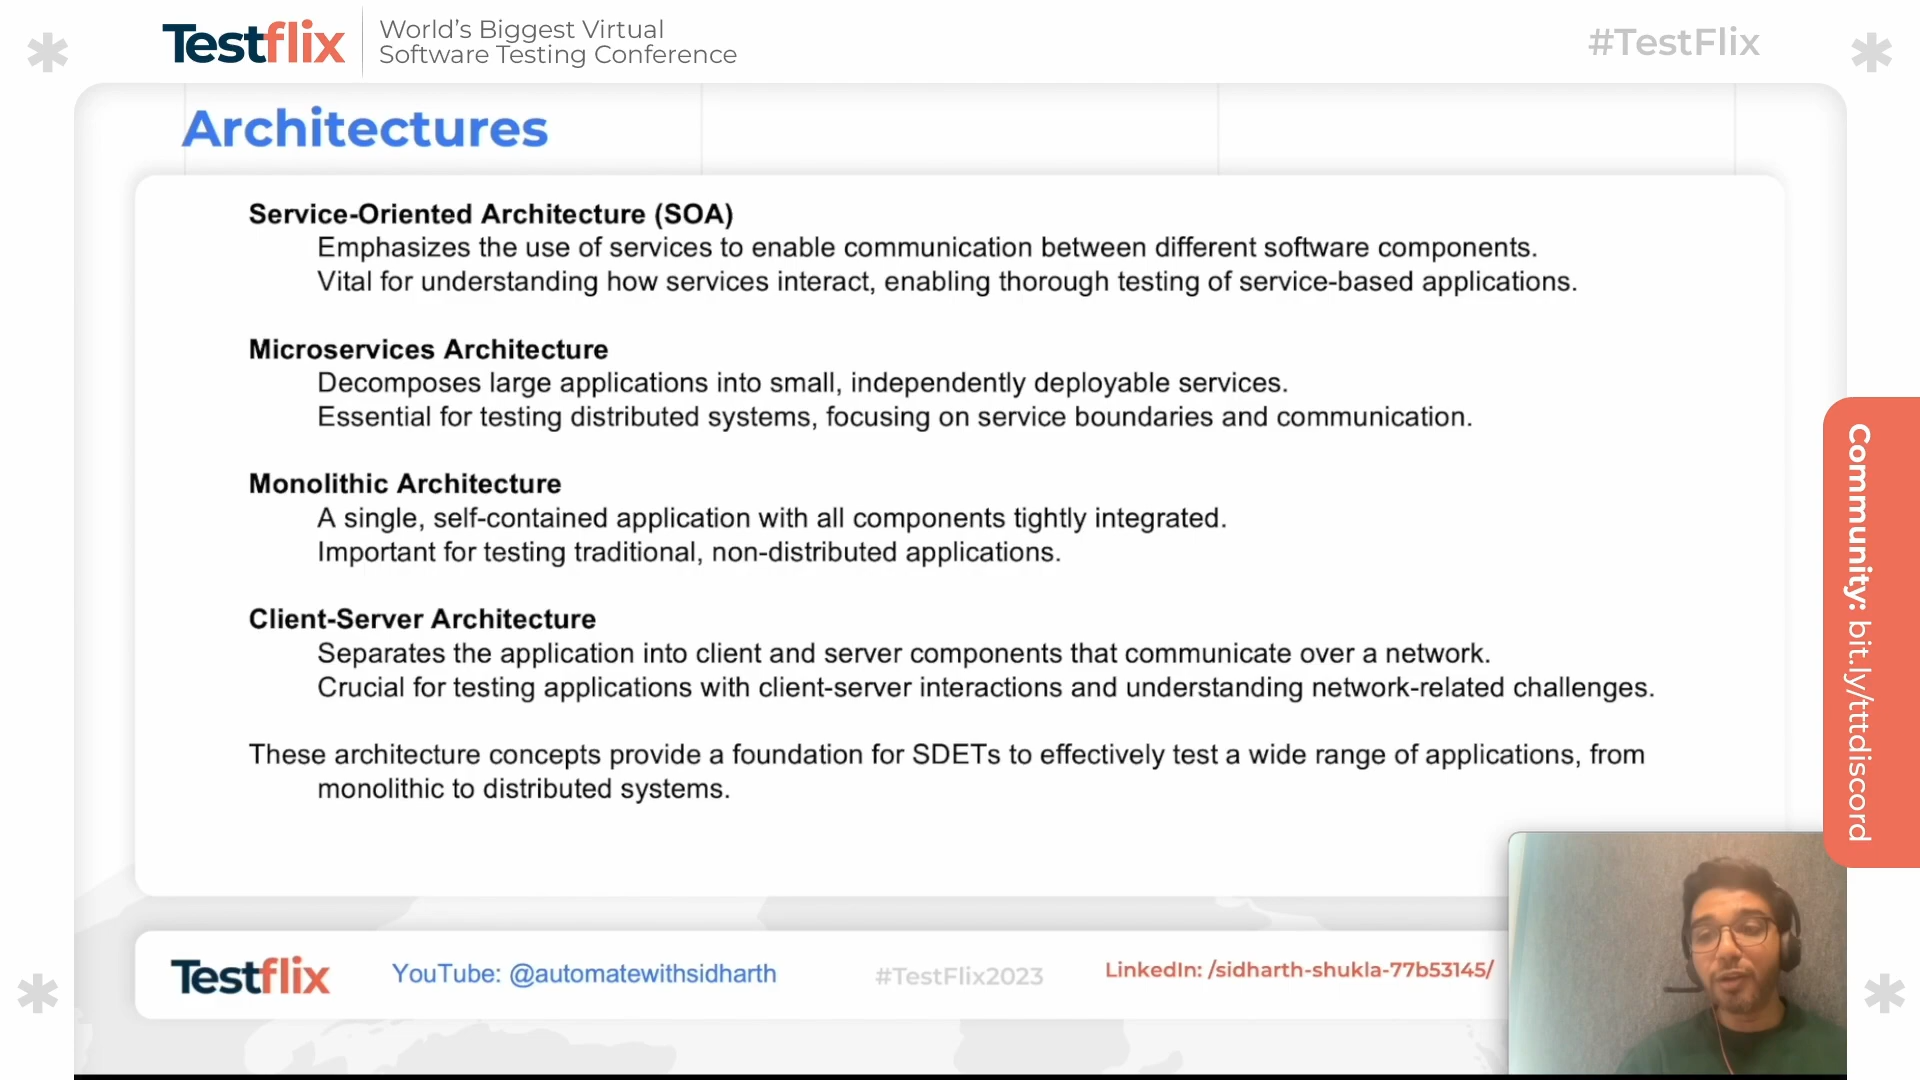 Testflix
World's Biggest Virtual
Software Testing Conference
#TestFlix
Architectures
Service-Oriented Architecture (SOA)
Emphasizes the use of services to enable communication between different software components.
Vital for understanding how services interact, enabling thorough testing of service-based applications.
Microservices Architecture
Decomposes large applications into small, independently deployable services.
Essential for testing distributed systems, focusing on service boundaries and communication.
Monolithic Architecture
A single, self-contained application with all components tightly integrated.
Important for testing traditional, non-distributed applications.
Client-Server Architecture
Separates the application into client and server components that communicate over a network.
Crucial for testing applications with client-server interactions and understanding network-related challenges.
These architecture concepts provide a foundation for SDETs to effectively test a wide range of applications, from
monolithic to distributed systems.
Community: bit.ly/tttdiscord
Testflix
YouTube: @automatewithsidharth
#TestFlix2023
LinkedIn: /sidharth-shukla-77b53145/